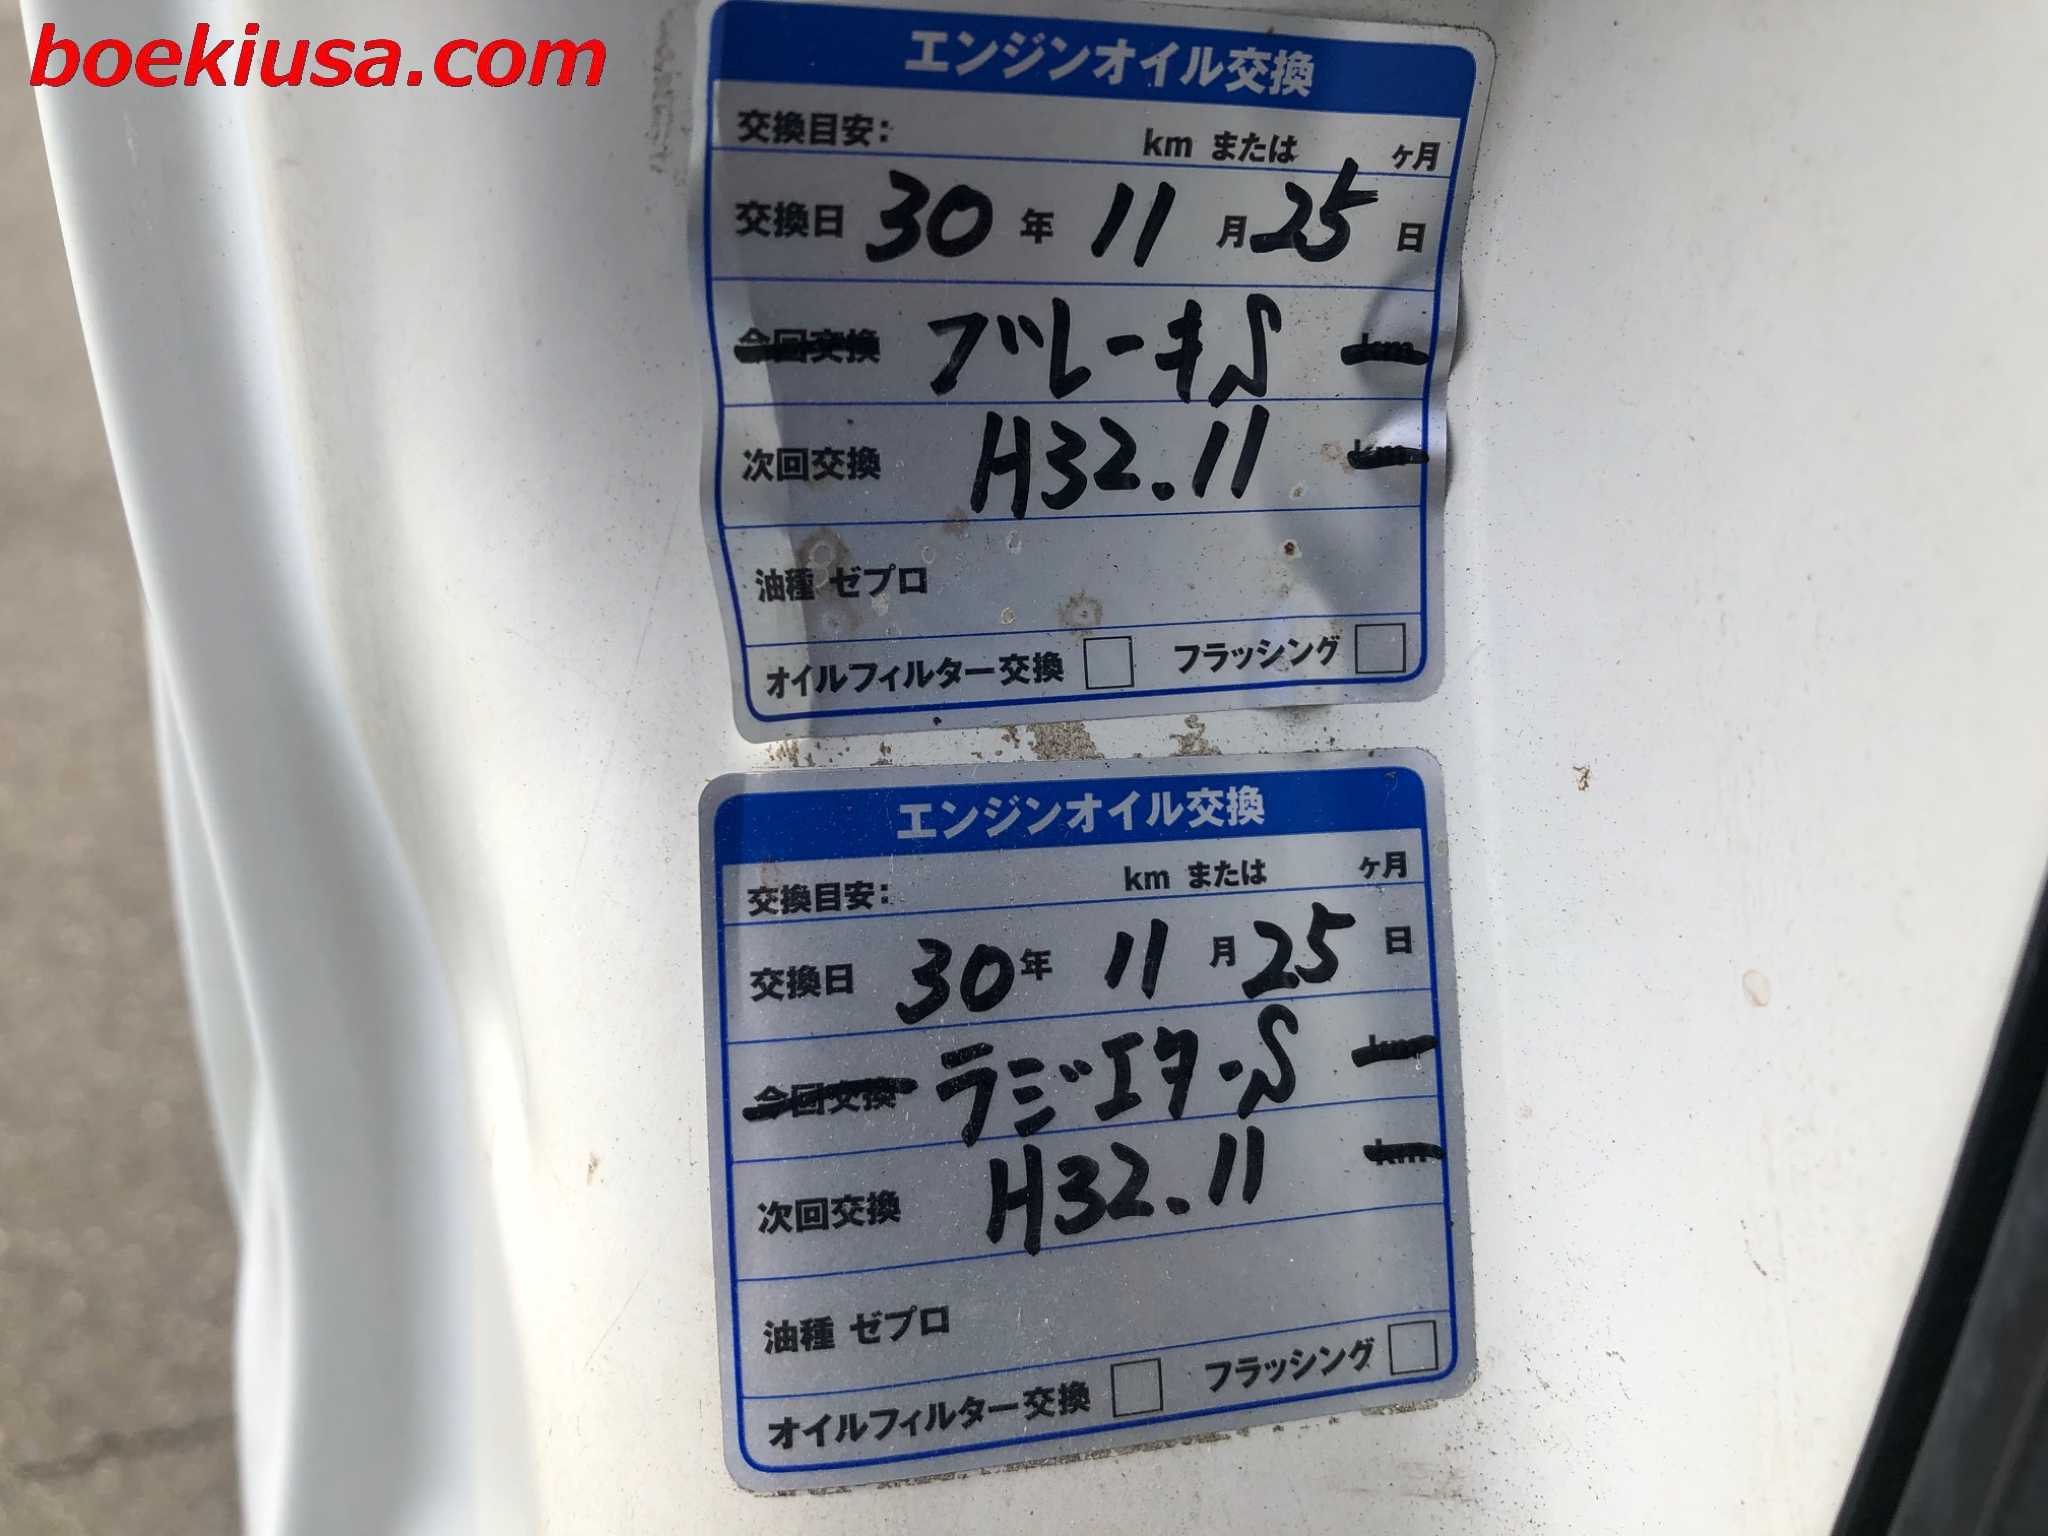 boekiusa.com
エンジンオイル交換
交換目安: km または ヶ月
交換日 30 年 11 月 25 日
今回交換 ブレーキ km
次回交換 H32.11 km
油種 ゼプロ
オイルフィルター交換 フラッシング
エンジンオイル交換
交換目安: km または ヶ月
交換日 30 年 11 月 25 日
今回交換 ラジエター km
次回交換 H32.11 km
油種 ゼプロ
オイルフィルター交換 フラッシング